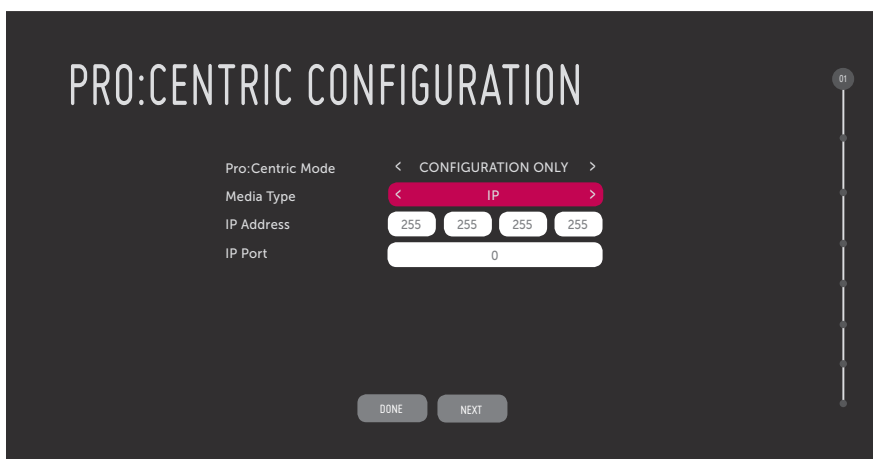 PRO:CENTRIC CONFIGURATION
01
Pro:Centric Mode < CONFIGURATION ONLY >
Media Type < IP >
IP Address 255 255 255 255
IP Port 0
DONE NEXT